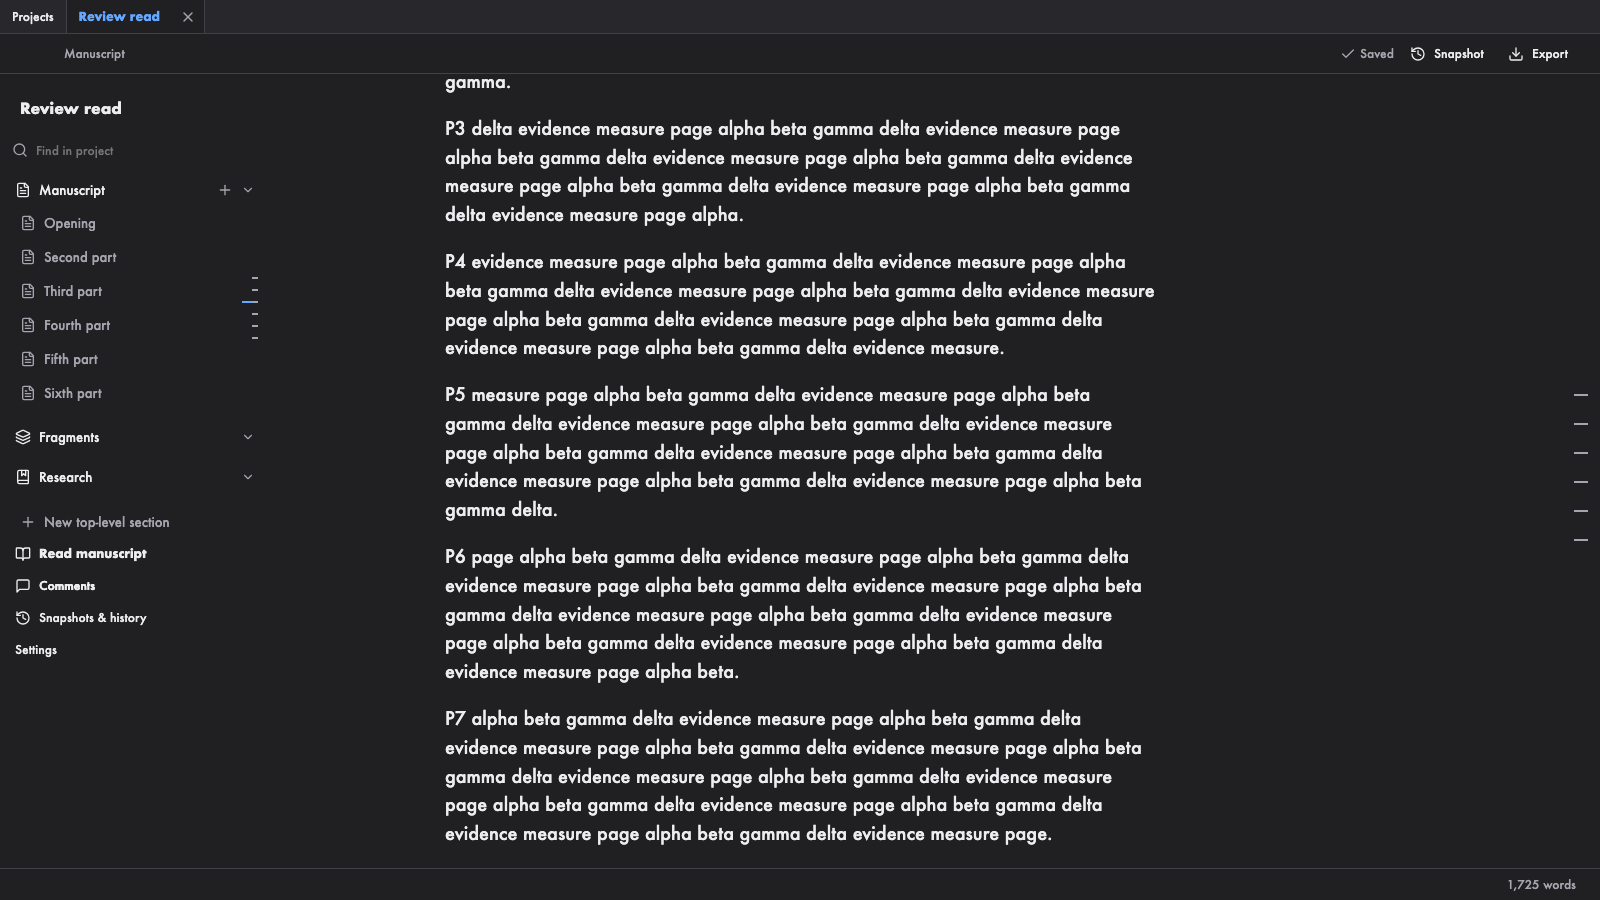 Projects
Review read
Manuscript
Saved
Snapshot
Export
Review read
Find in project
Manuscript
Opening
Second part
Third part
Fourth part
Fifth part
Sixth part
Fragments
Research
New top-level section
Read manuscript
Comments
Snapshots & history
Settings
gamma.
P3 delta evidence measure page alpha beta gamma delta evidence measure page
alpha beta gamma delta evidence measure page alpha beta gamma delta evidence
measure page alpha beta gamma delta evidence measure page alpha beta gamma
delta evidence measure page alpha.
P4 evidence measure page alpha beta gamma delta evidence measure page alpha
beta gamma delta evidence measure page alpha beta gamma delta evidence measure
page alpha beta gamma delta evidence measure page alpha beta gamma delta
evidence measure page alpha beta gamma delta evidence measure.
P5 measure page alpha beta gamma delta evidence measure page alpha beta
gamma delta evidence measure page alpha beta gamma delta evidence measure
page alpha beta gamma delta evidence measure page alpha beta gamma delta
evidence measure page alpha beta gamma delta evidence measure page alpha beta
gamma delta.
P6 page alpha beta gamma delta evidence measure page alpha beta gamma delta
evidence measure page alpha beta gamma delta evidence measure page alpha beta
gamma delta evidence measure page alpha beta gamma delta evidence measure
page alpha beta gamma delta evidence measure page alpha beta gamma delta
evidence measure page alpha beta.
P7 alpha beta gamma delta evidence measure page alpha beta gamma delta
evidence measure page alpha beta gamma delta evidence measure page alpha beta
gamma delta evidence measure page alpha beta gamma delta evidence measure
page alpha beta gamma delta evidence measure page alpha beta gamma delta
evidence measure page alpha beta gamma delta evidence measure page.
1,725 words